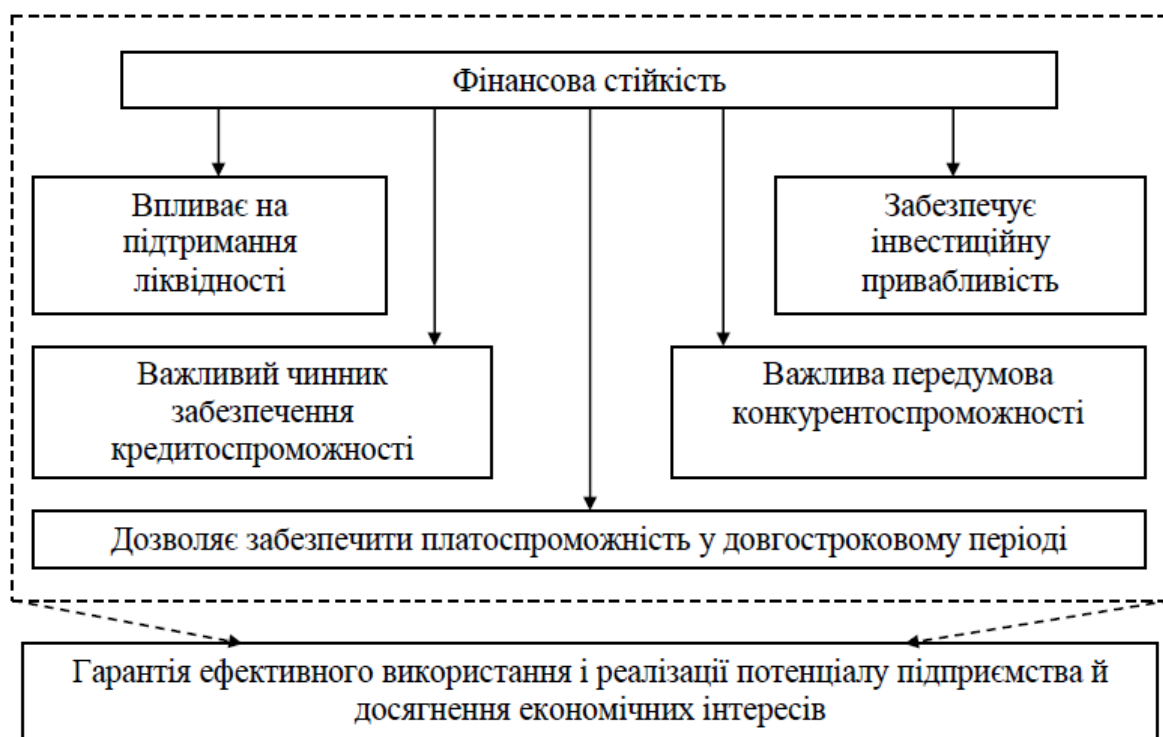 Фінансова стійкість
Впливає на
підтримання
ліквідності
Забезпечує
інвестиційну
привабливість
Важливий чинник
забезпечення
кредитоспроможності
Важлива передумова
конкурентоспроможності
Дозволяє забезпечити платоспроможність у довгостроковому періоді
Гарантія ефективного використання і реалізації потенціалу підприємства й
досягнення економічних інтересів